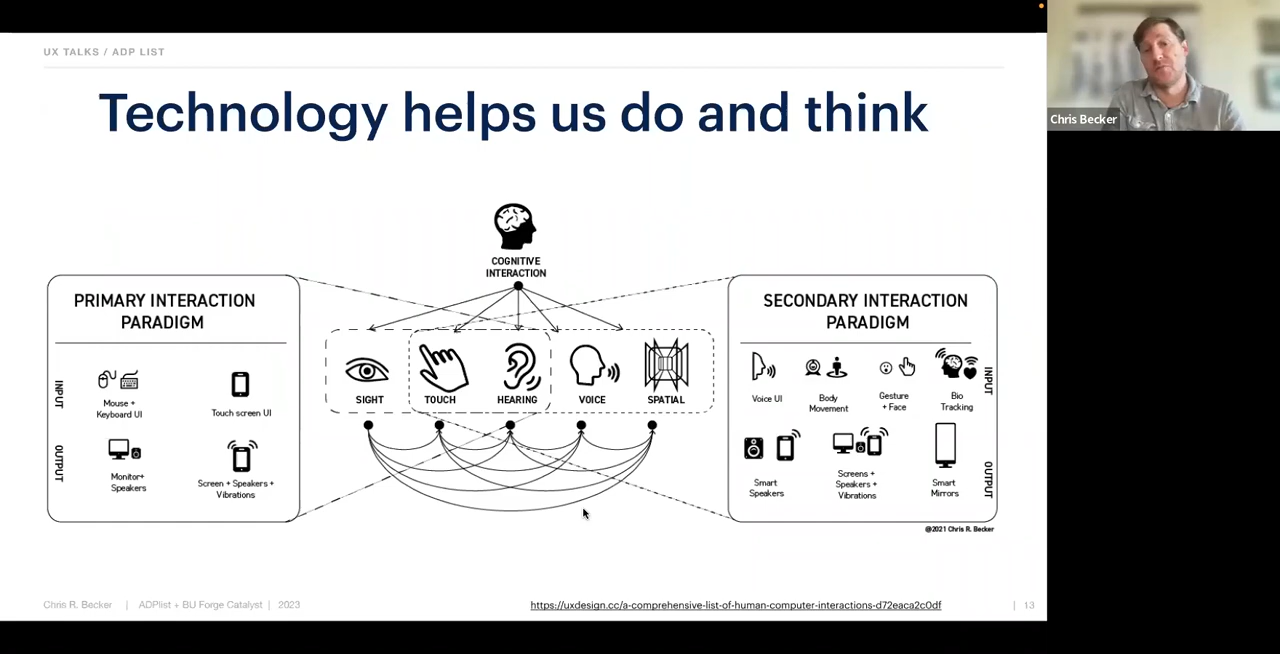 UX TALKS / ADP LIST
Technology helps us do and think
Chris Becker
COGNITIVE
INTERACTION
PRIMARY INTERACTION
PARADIGM
INPUT
Mouse +
Keyboard UI
Touch screen UI
OUTPUT
Monitor+
Speakers
Screen + Speakers +
Vibrations
SIGHT
TOUCH
HEARING
VOICE
SPATIAL
SECONDARY INTERACTION
PARADIGM
Voice UI
Body
Movement
Gesture
+ Face
Bio
Tracking
INPUT
Smart
Speakers
Screens +
Speakers +
Vibrations
Smart
Mirrors
OUTPUT
@2021 Chris R. Becker
Chris R. Becker | ADPlist + BU Forge Catalyst | 2023
https://uxdesign.cc/a-comprehensive-list-of-human-computer-interactions-d72eaca2c0df
| 13